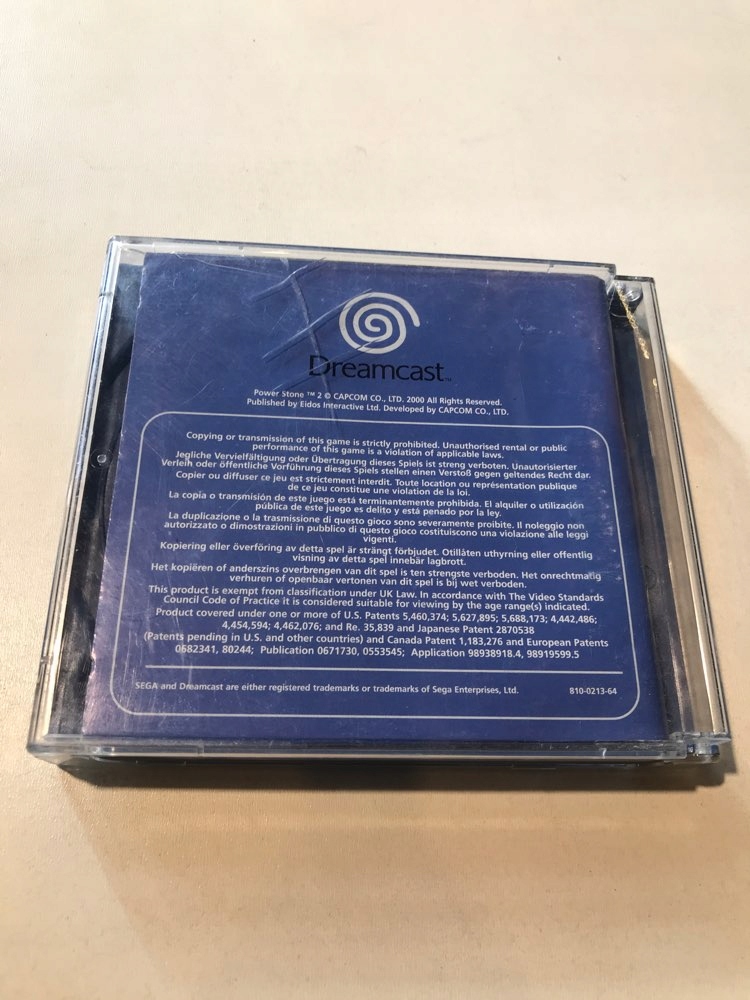 Dreamcast™
Power Stone ™ 2 © CAPCOM CO., LTD. 2000 All Rights Reserved.
Published by Eidos Interactive Ltd. Developed by CAPCOM CO., LTD.
Copying or transmission of this game is strictly prohibited. Unauthorised rental or public
performance of this game is a violation of applicable laws.
Jegliche Vervielfältigung oder Übertragung dieses Spiels ist streng verboten. Unautorisierter
Verleih oder öffentliche Vorführung dieses Spiels stellen einen Verstoß gegen geltendes Recht dar.
Copier ou diffuser ce jeu est strictement interdit. Toute location ou représentation publique
de ce jeu constitue une violation de la loi.
La copia o transmisión de este juego está terminantemente prohibida. El alquiler o utilización
pública de este juego es delito y está penado por la ley.
La duplicazione o la trasmissione di questo gioco sono severamente proibite. Il noleggio non
autorizzato o dimostrazioni in pubblico di questo gioco costituiscono una violazione alle leggi
vigenti.
Kopiering eller överföring av detta spel är strängt förbjudet. Otillåten uthyrning eller offentlig
visning av detta spel innebär lagbrott.
Het kopiëren of anderszins overbrengen van dit spel is ten strengste verboden. Het onrechtmatig
verhuren of openbaar vertonen van dit spel is bij wet verboden.
This product is exempt from classification under UK Law. In accordance with The Video Standards
Council Code of Practice it is considered suitable for viewing by the age range(s) indicated.
Product covered under one or more of U.S. Patents 5,460,374; 5,627,895; 5,688,173; 4,442,486;
4,454,594; 4,462,076; and Re. 35,839 and Japanese Patent 2870538
(Patents pending in U.S. and other countries) and Canada Patent 1,183,276 and European Patents
0682341, 80244; Publication 0671730, 0553545; Application 98938918.4, 98919599.5
SEGA and Dreamcast are either registered trademarks or trademarks of Sega Enterprises, Ltd. 810-0213-64